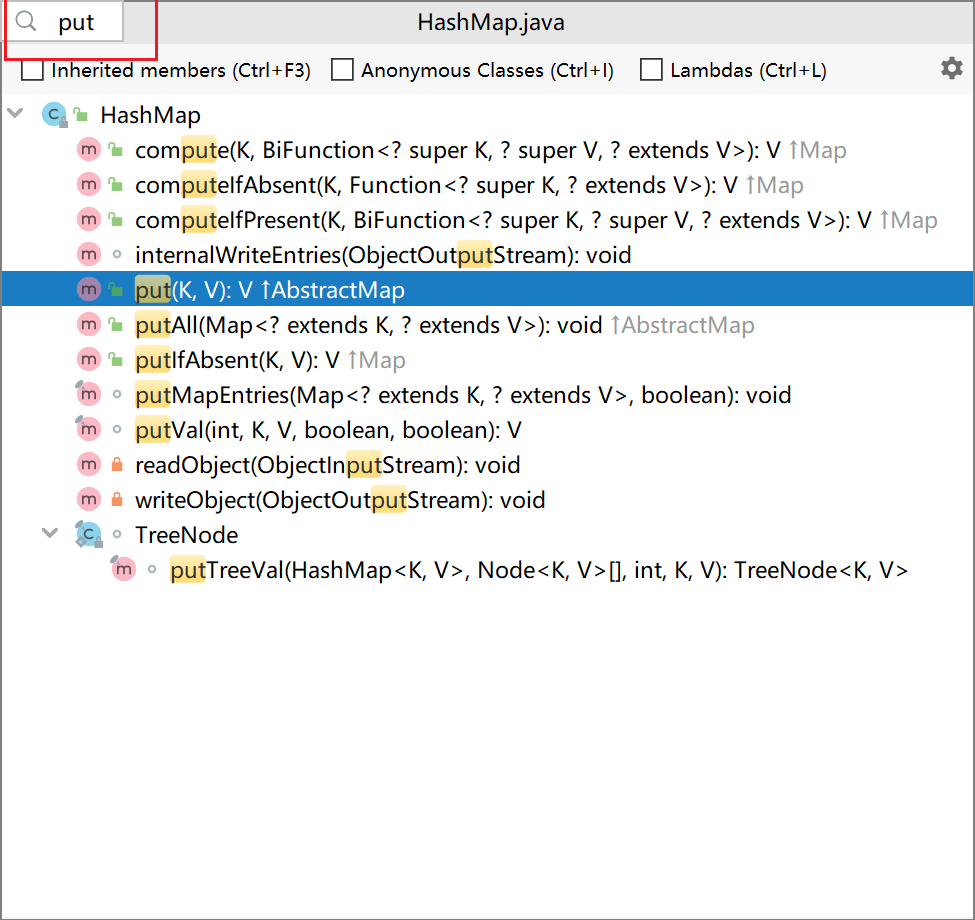 put HashMap.java
Inherited members (Ctrl+F3) Anonymous Classes (Ctrl+I) Lambdas (Ctrl+L)
C HashMap
m compute(K, BiFunction<? super K, ? super V, ? extends V>): V ↑Map
m computeIfAbsent(K, Function<? super K, ? extends V>): V ↑Map
m computeIfPresent(K, BiFunction<? super K, ? super V, ? extends V>): V ↑Map
m internalWriteEntries(ObjectOutputStream): void
m put(K, V): V ↑AbstractMap
m putAll(Map<? extends K, ? extends V>): void ↑AbstractMap
m putIfAbsent(K, V): V ↑Map
m putMapEntries(Map<? extends K, ? extends V>, boolean): void
m putVal(int, K, V, boolean, boolean): V
m readObject(ObjectInputStream): void
m writeObject(ObjectOutputStream): void
C TreeNode
m putTreeVal(HashMap<K, V>, Node<K, V>[], int, K, V): TreeNode<K, V>